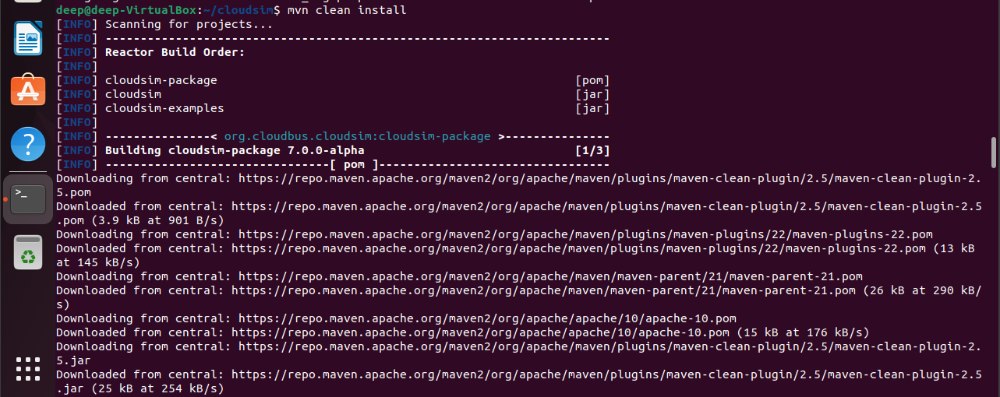 deep@deep-VirtualBox:~/cloudsim$ mvn clean install
[INFO] Scanning for projects...
[INFO] ------------------------------------------------------------------------
[INFO] Reactor Build Order:
[INFO]
[INFO] cloudsim-package                                                   [pom]
[INFO] cloudsim                                                           [jar]
[INFO] cloudsim-examples                                                  [jar]
[INFO]
[INFO] ---------------< org.cloudbus.cloudsim:cloudsim-package >---------------
[INFO] Building cloudsim-package 7.0.0-alpha                              [1/3]
[INFO] --------------------------------[ pom ]---------------------------------
Downloading from central: https://repo.maven.apache.org/maven2/org/apache/maven/plugins/maven-clean-plugin/2.5/maven-clean-plugin-2.
5.pom
Downloaded from central: https://repo.maven.apache.org/maven2/org/apache/maven/plugins/maven-clean-plugin/2.5/maven-clean-plugin-2.5
.pom (3.9 kB at 901 B/s)
Downloading from central: https://repo.maven.apache.org/maven2/org/apache/maven/plugins/maven-plugins/22/maven-plugins-22.pom
Downloaded from central: https://repo.maven.apache.org/maven2/org/apache/maven/plugins/maven-plugins/22/maven-plugins-22.pom (13 kB
at 145 kB/s)
Downloading from central: https://repo.maven.apache.org/maven2/org/apache/maven/maven-parent/21/maven-parent-21.pom
Downloaded from central: https://repo.maven.apache.org/maven2/org/apache/maven/maven-parent/21/maven-parent-21.pom (26 kB at 290 kB/
s)
Downloading from central: https://repo.maven.apache.org/maven2/org/apache/apache/10/apache-10.pom
Downloaded from central: https://repo.maven.apache.org/maven2/org/apache/apache/10/apache-10.pom (15 kB at 176 kB/s)
Downloading from central: https://repo.maven.apache.org/maven2/org/apache/maven/plugins/maven-clean-plugin/2.5/maven-clean-plugin-2.
5.jar
Downloaded from central: https://repo.maven.apache.org/maven2/org/apache/maven/plugins/maven-clean-plugin/2.5/maven-clean-plugin-2.5
.jar (25 kB at 254 kB/s)